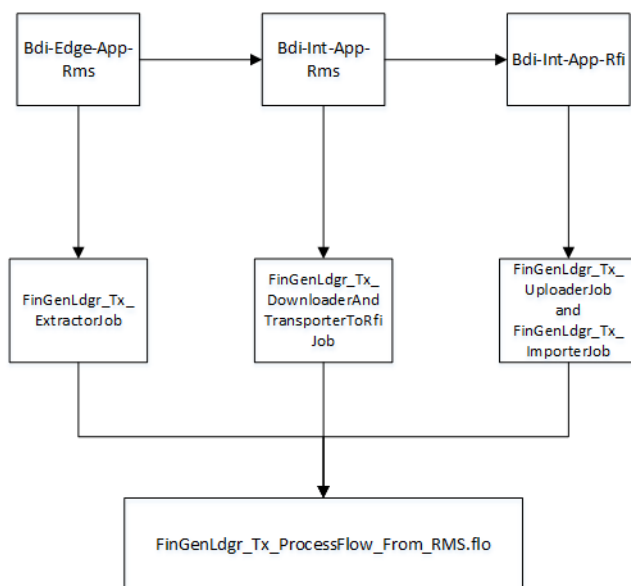 Bdi-Edge-App-
Rms
Bdi-Int-App-
Rms
Bdi-Int-App-Rfi
FinGenLdgr_Tx_
ExtractorJob
FinGenLdgr_Tx_
DownloaderAnd
TransporterToRfi
Job
FinGenLdgr_Tx_
UploaderJob
and
FinGenLdgr_Tx_
ImporterJob
FinGenLdgr_Tx_ProcessFlow_From_RMS.flo